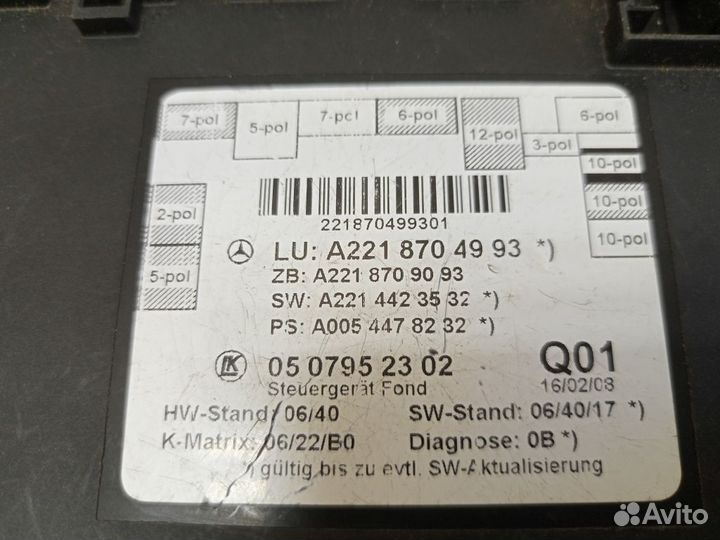 7-pol
5-pol
7-pol
6-pol
12-pol
3-pol
6-pol
10-pol
10-pol
10-pol
2-pol
5-pol
221870499301
LU: A221 870 49 93 *)
ZB: A221 870 90 93
SW: A221 442 35 32 *)
PS: A005 447 82 32 *)
LK 05 0795 23 02 Q01
Steuergerät Fond 16/02/08
HW-Stand: 06/40 SW-Stand: 06/40/17 *)
K-Matrix: 06/22/B0 Diagnose: 0B *)
*) gültig bis zu evtl. SW-Aktualisierung
Avito